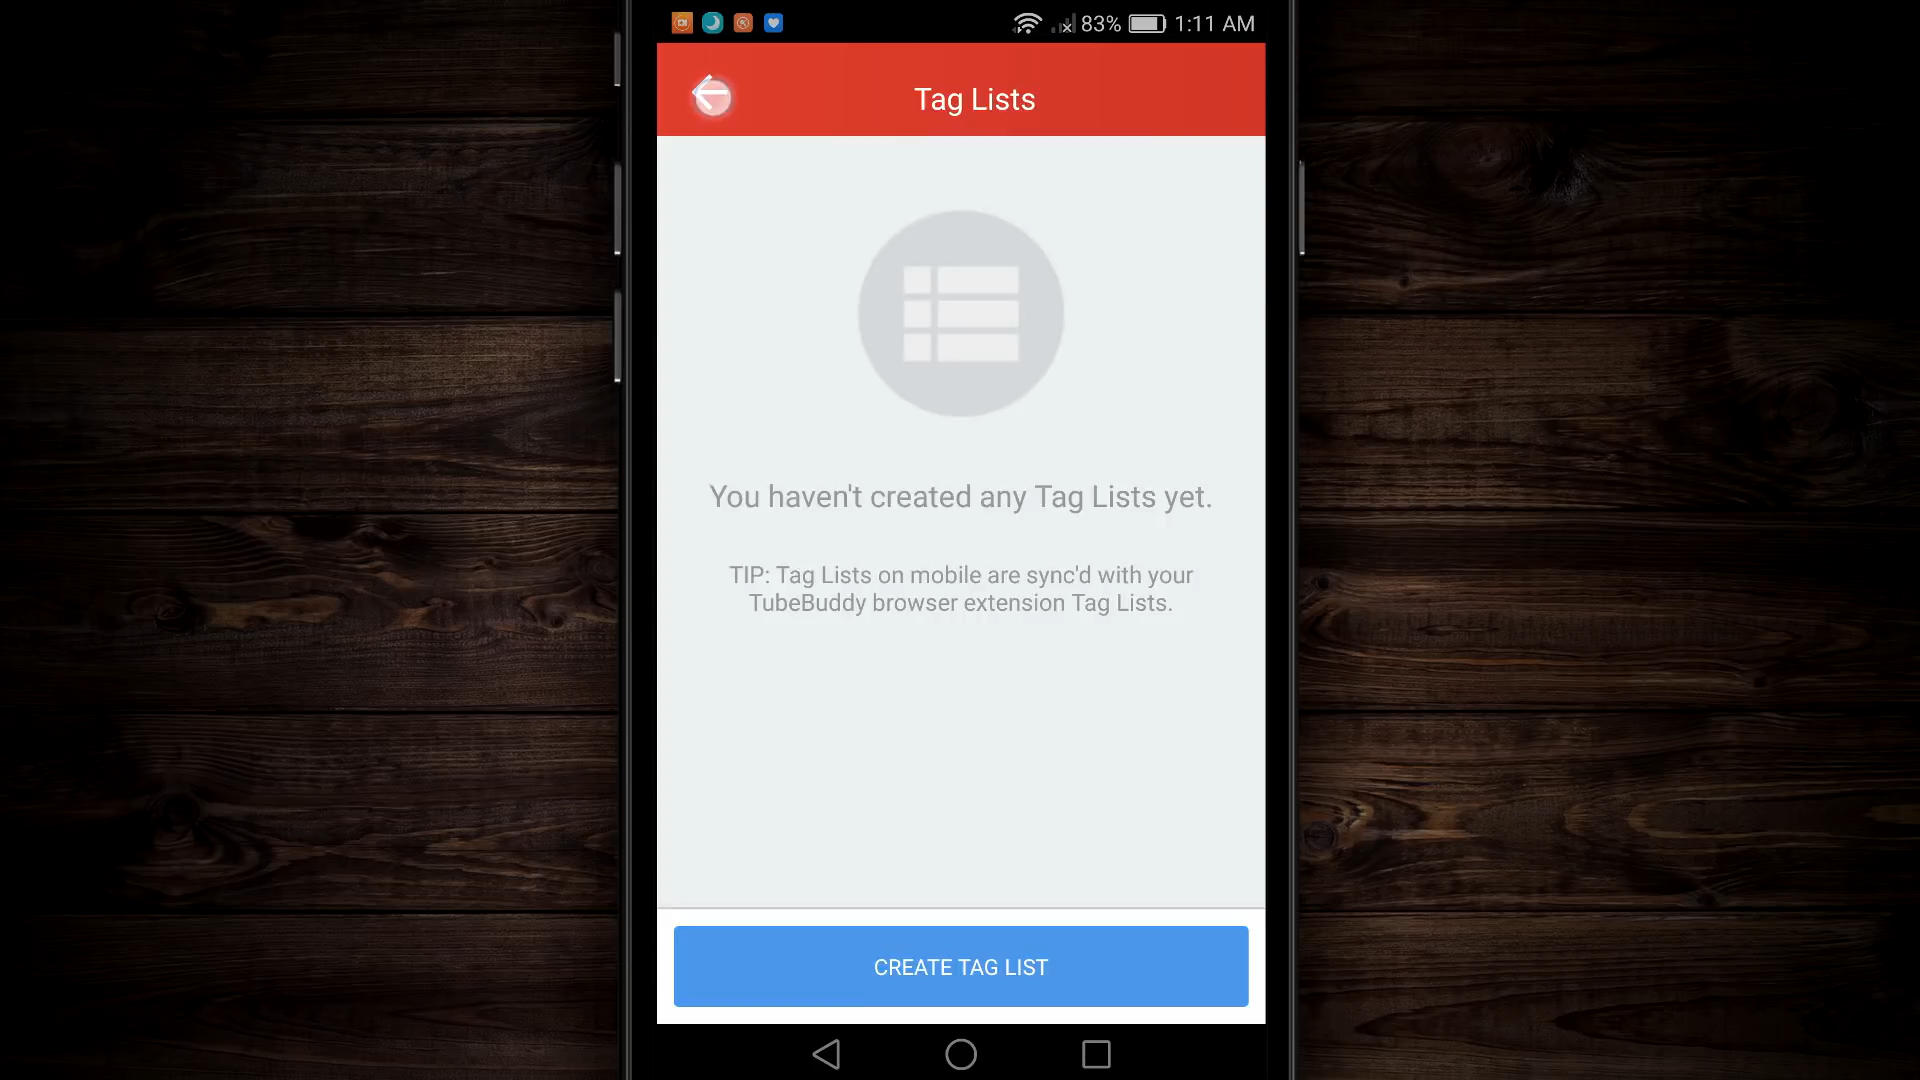 83% 1:11 AM
Tag Lists
You haven't created any Tag Lists yet.
TIP: Tag Lists on mobile are sync'd with your
TubeBuddy browser extension Tag Lists.
CREATE TAG LIST